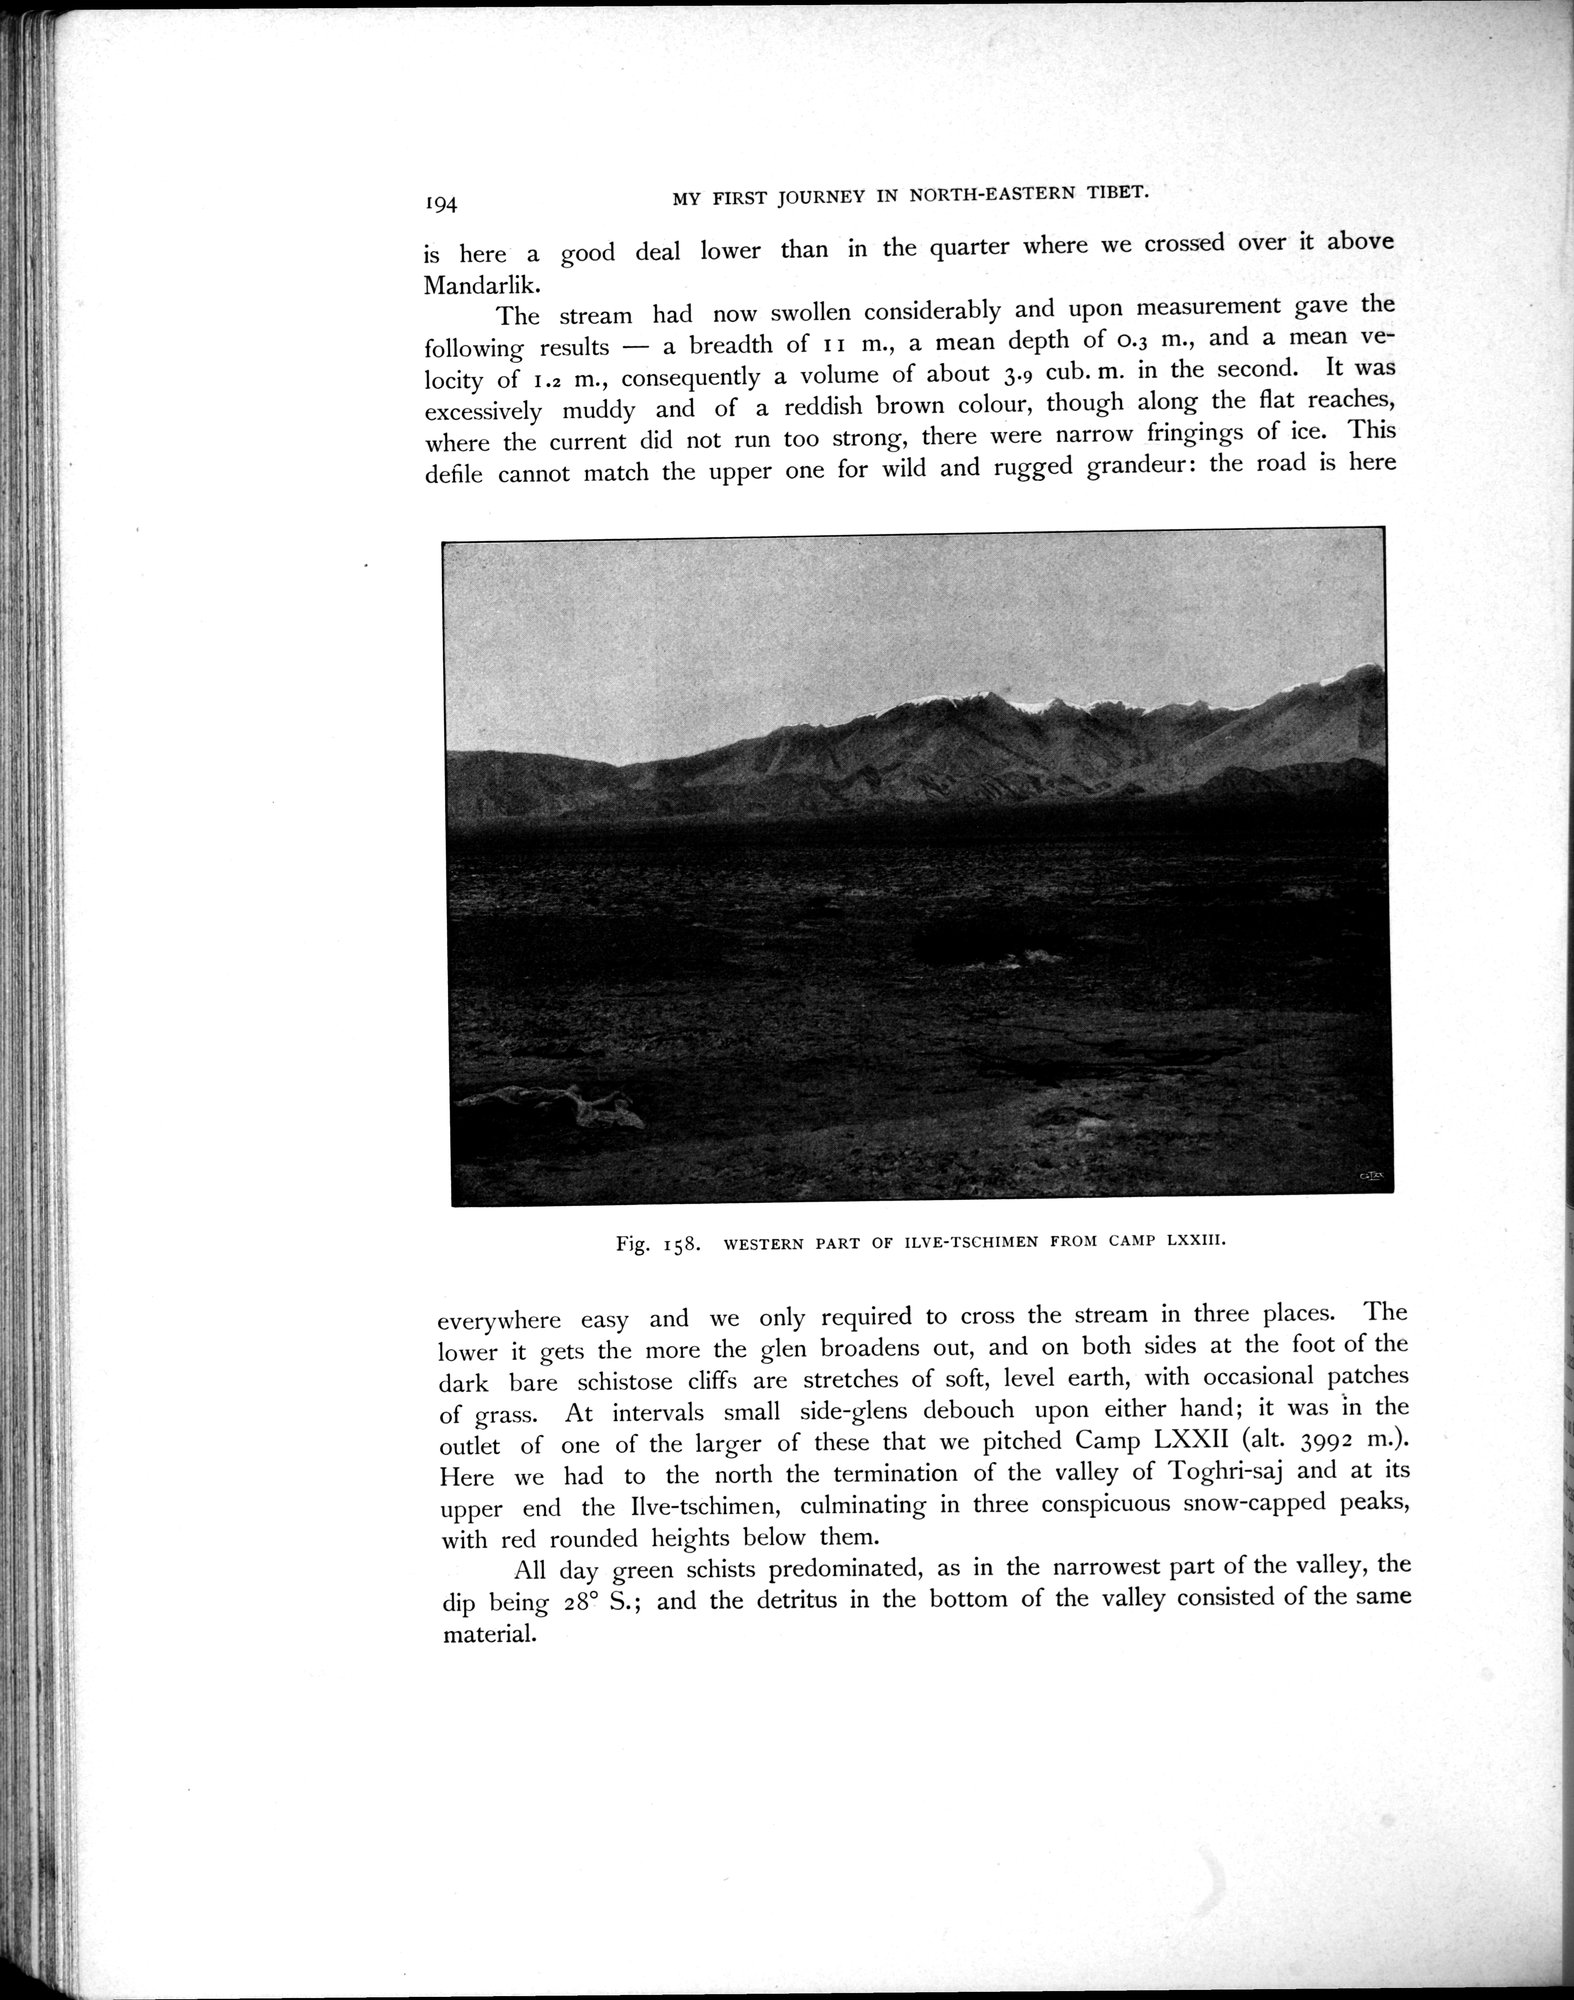 194
MY FIRST JOURNEY IN NORTH-EASTERN TIBET.
is here a good deal lower than in the quarter where we crossed over it above
Mandarlik.
The stream had now swollen considerably and upon measurement gave the
following results — a breadth of 11 m., a mean depth of 0.3 m., and a mean ve-
locity of 1.2 m., consequently a volume of about 3.9 cub. m. in the second. It was
excessively muddy and of a reddish brown colour, though along the flat reaches,
where the current did not run too strong, there were narrow fringings of ice. This
defile cannot match the upper one for wild and rugged grandeur: the road is here
Fig. 158. WESTERN PART OF ILVE-TSCHIMEN FROM CAMP LXXIII.
everywhere easy and we only required to cross the stream in three places. The
lower it gets the more the glen broadens out, and on both sides at the foot of the
dark bare schistose cliffs are stretches of soft, level earth, with occasional patches
of grass. At intervals small side-glens debouch upon either hand; it was in the
outlet of one of the larger of these that we pitched Camp LXXII (alt. 3992 m.).
Here we had to the north the termination of the valley of Toghri-saj and at its
upper end the Ilve-tschimen, culminating in three conspicuous snow-capped peaks,
with red rounded heights below them.
All day green schists predominated, as in the narrowest part of the valley, the
dip being 28° S.; and the detritus in the bottom of the valley consisted of the same
material.